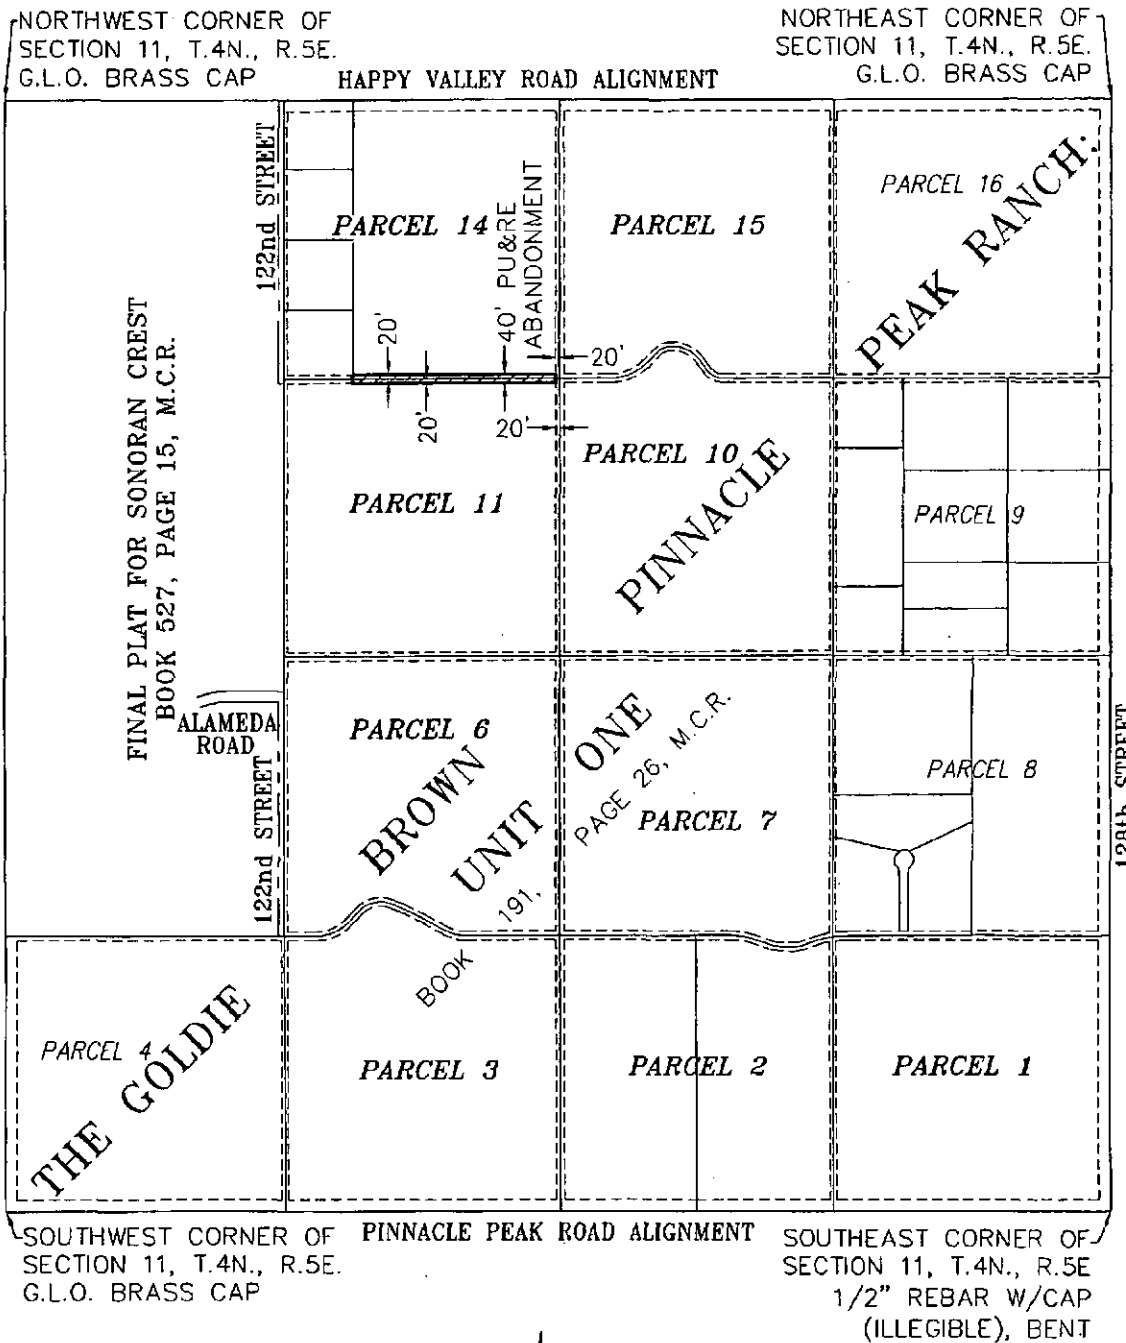 NORTHWEST CORNER OF
SECTION 11, T.4N., R.5E.
G.L.O. BRASS CAP
NORTHEAST CORNER OF
SECTION 11, T.4N., R.5E.
G.L.O. BRASS CAP
HAPPY VALLEY ROAD ALIGNMENT
122nd STREET
PARCEL 14
40' PU&RE
ABANDONMENT
PARCEL 15
PARCEL 16
20'
20'
20'
20'
FINAL PLAT FOR SONORAN CREST
BOOK 527, PAGE 15, M.C.R.
PARCEL 11
PARCEL 10
PARCEL 9
ALAMEDA
ROAD
122nd STREET
PARCEL 6
PARCEL 7
PARCEL 8
128th STREET
THE GOLDIE
BROWN
PINNACLE
PEAK RANCH:
UNIT ONE
BOOK 191, PAGE 26, M.C.R.
PARCEL 4
PARCEL 3
PARCEL 2
PARCEL 1
PINNACLE PEAK ROAD ALIGNMENT
SOUTHWEST CORNER OF
SECTION 11, T.4N., R.5E.
G.L.O. BRASS CAP
SOUTHEAST CORNER OF
SECTION 11, T.4N., R.5E
1/2" REBAR W/CAP
(ILLEGIBLE), BENT